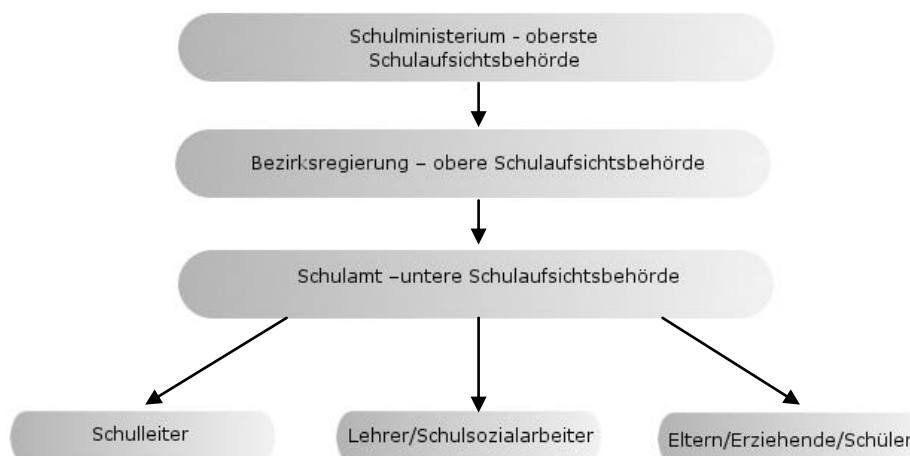 Schulministerium - oberste
Schulaufsichtsbehörde
Bezirksregierung – obere Schulaufsichtsbehörde
Schulamt –untere Schulaufsichtsbehörde
Schulleiter
Lehrer/Schulsozialarbeiter
Eltern/Erziehende/Schüler